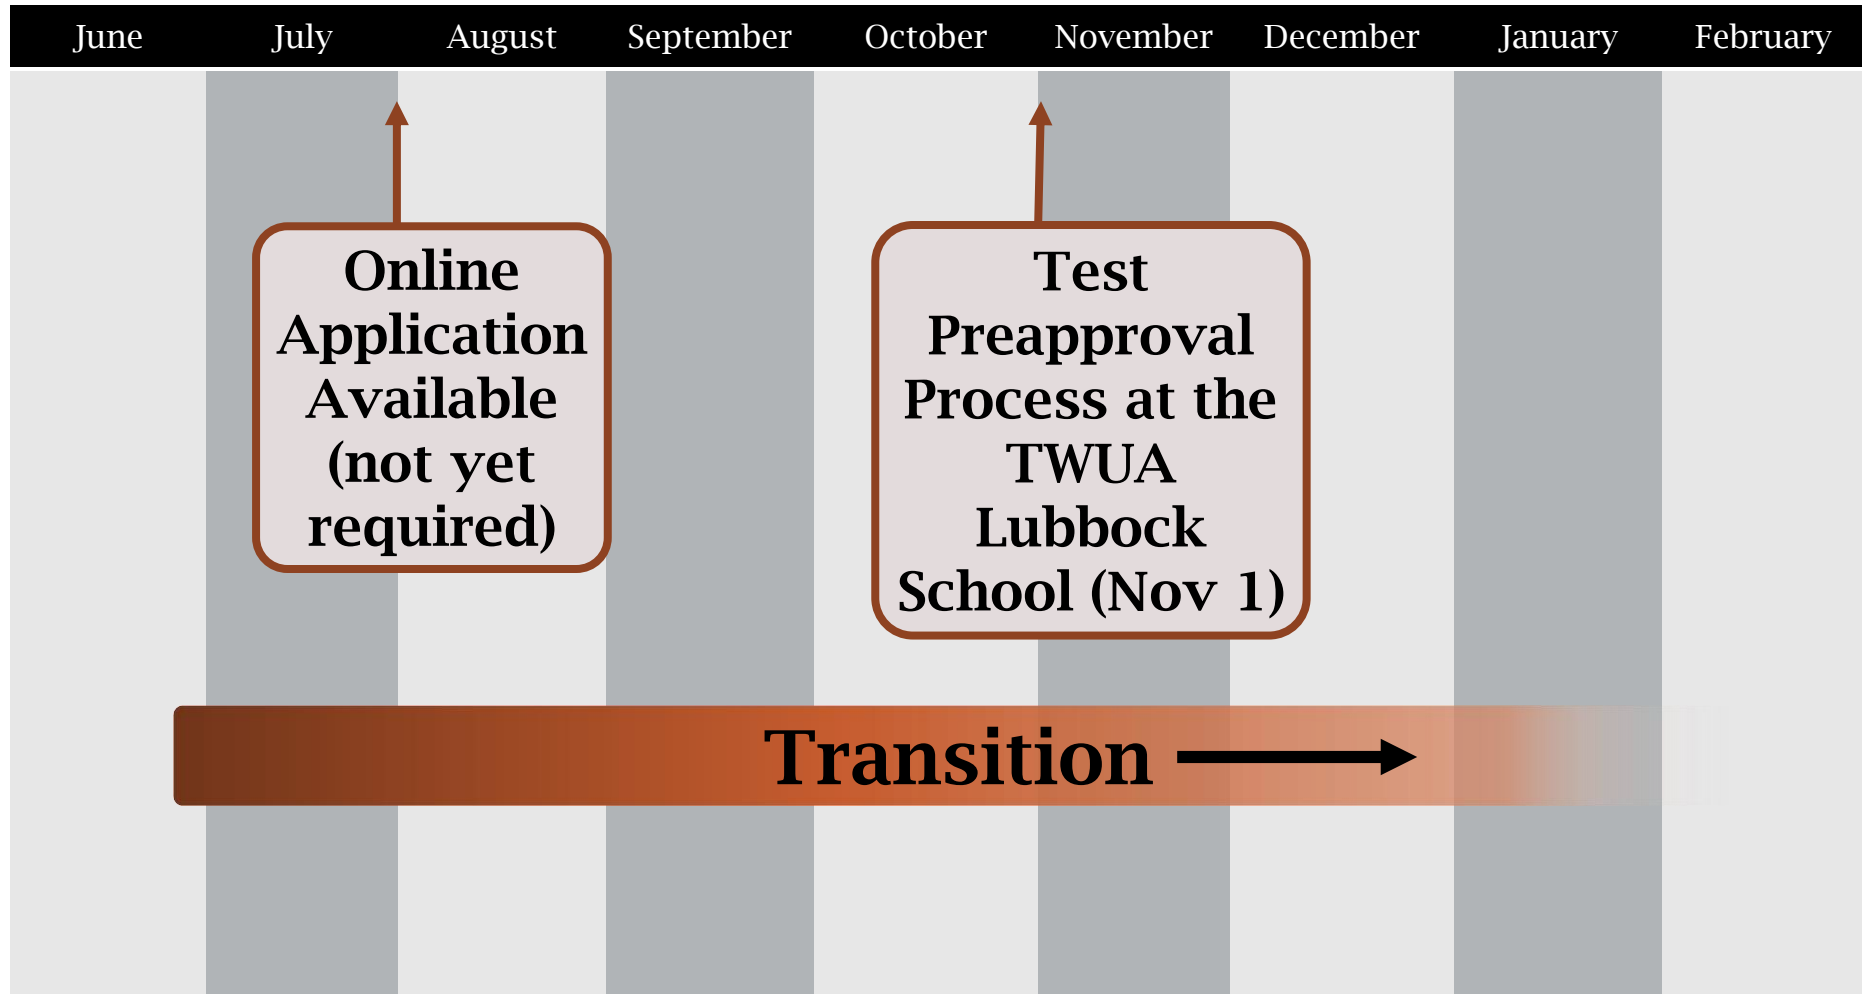 June July August September October November December January February
Online
Application
Available
(not yet
required)
Test
Preapproval
Process at the
TWUA
Lubbock
School (Nov 1)
Transition